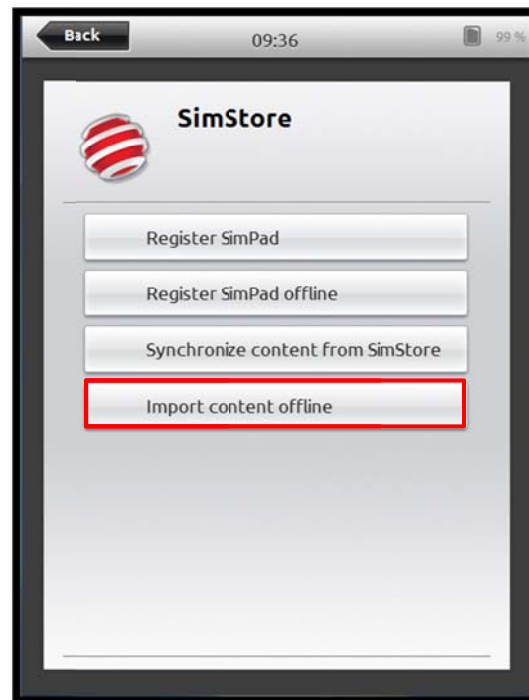 Back
09:36
99 %
SimStore
Register SimPad
Register SimPad offline
Synchronize content from SimStore
Import content offline